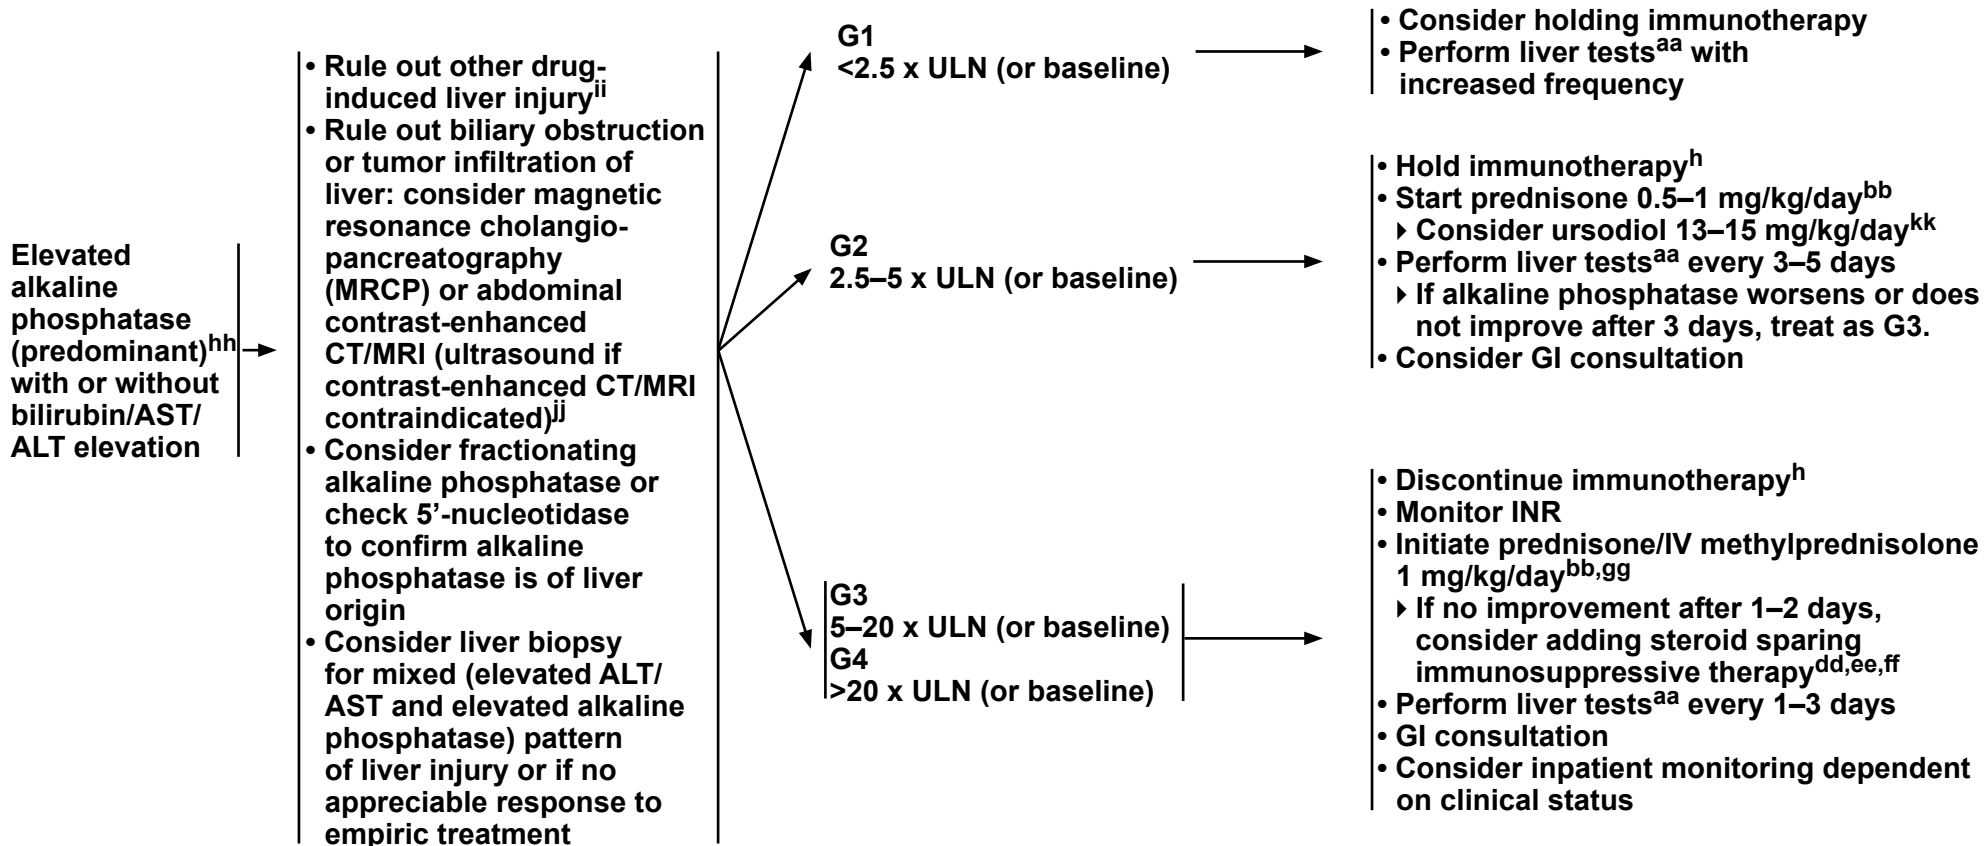 Elevated
alkaline
phosphatase
(predominant)hh
with or without
bilirubin/AST/
ALT elevation
• Rule out other drug-
induced liver injuryii
• Rule out biliary obstruction
or tumor infiltration of
liver: consider magnetic
resonance cholangio-
pancreatography
(MRCP) or abdominal
contrast-enhanced
CT/MRI (ultrasound if
contrast-enhanced CT/MRI
contraindicated)jj
• Consider fractionating
alkaline phosphatase or
check 5’-nucleotidase
to confirm alkaline
phosphatase is of liver
origin
• Consider liver biopsy
for mixed (elevated ALT/
AST and elevated alkaline
phosphatase) pattern
of liver injury or if no
appreciable response to
empiric treatment
G1
<2.5 x ULN (or baseline)
• Consider holding immunotherapy
• Perform liver testsaa with
increased frequency
G2
2.5–5 x ULN (or baseline)
• Hold immunotherapyh
• Start prednisone 0.5–1 mg/kg/daybb
▸ Consider ursodiol 13–15 mg/kg/daykk
• Perform liver testsaa every 3–5 days
▸ If alkaline phosphatase worsens or does
not improve after 3 days, treat as G3.
• Consider GI consultation
G3
5–20 x ULN (or baseline)
G4
>20 x ULN (or baseline)
• Discontinue immunotherapyh
• Monitor INR
• Initiate prednisone/IV methylprednisolone
1 mg/kg/daybb,gg
▸ If no improvement after 1–2 days,
consider adding steroid sparing
immunosuppressive therapydd,ee,ff
• Perform liver testsaa every 1–3 days
• GI consultation
• Consider inpatient monitoring dependent
on clinical status